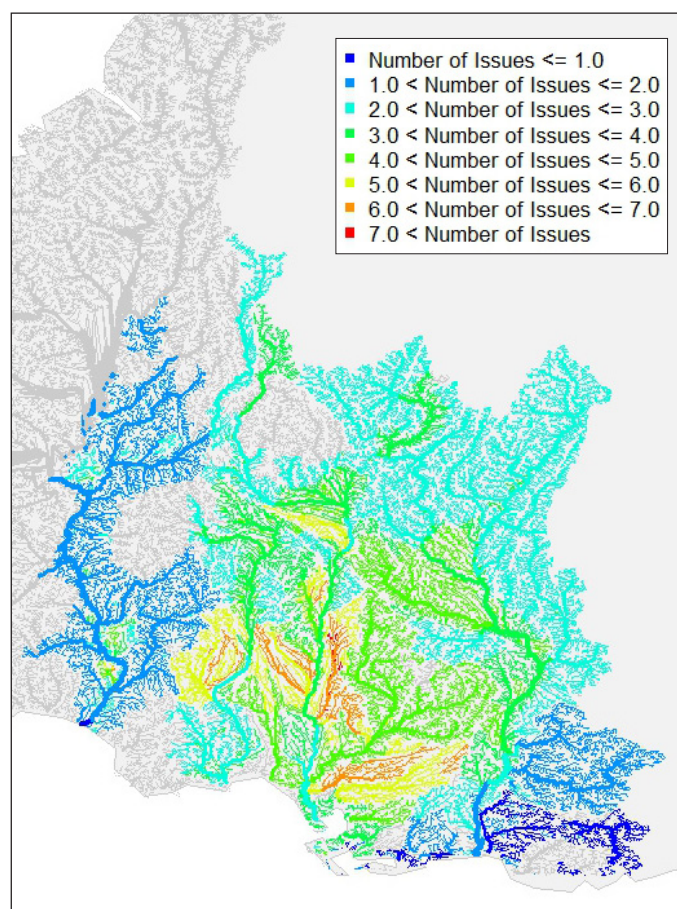 Number of Issues <= 1.0
1.0 < Number of Issues <= 2.0
2.0 < Number of Issues <= 3.0
3.0 < Number of Issues <= 4.0
4.0 < Number of Issues <= 5.0
5.0 < Number of Issues <= 6.0
6.0 < Number of Issues <= 7.0
7.0 < Number of Issues